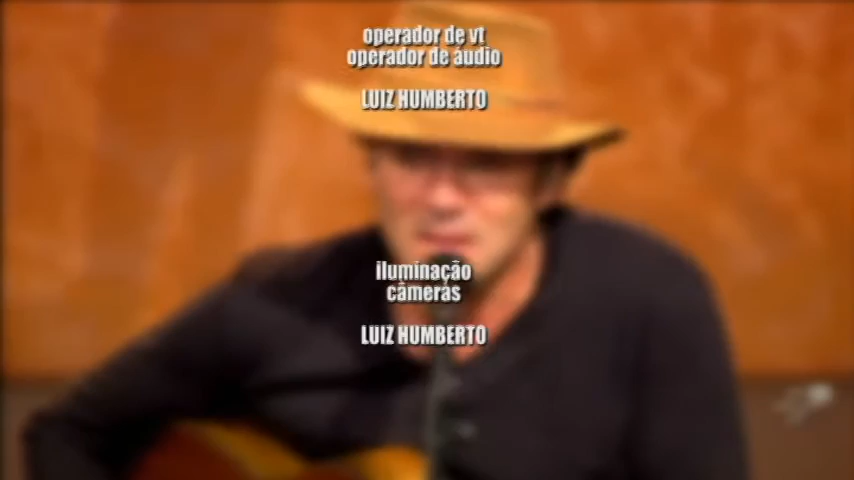 operador de vt
operador de áudio
LUIZ HUMBERTO
iluminação
câmeras
LUIZ HUMBERTO